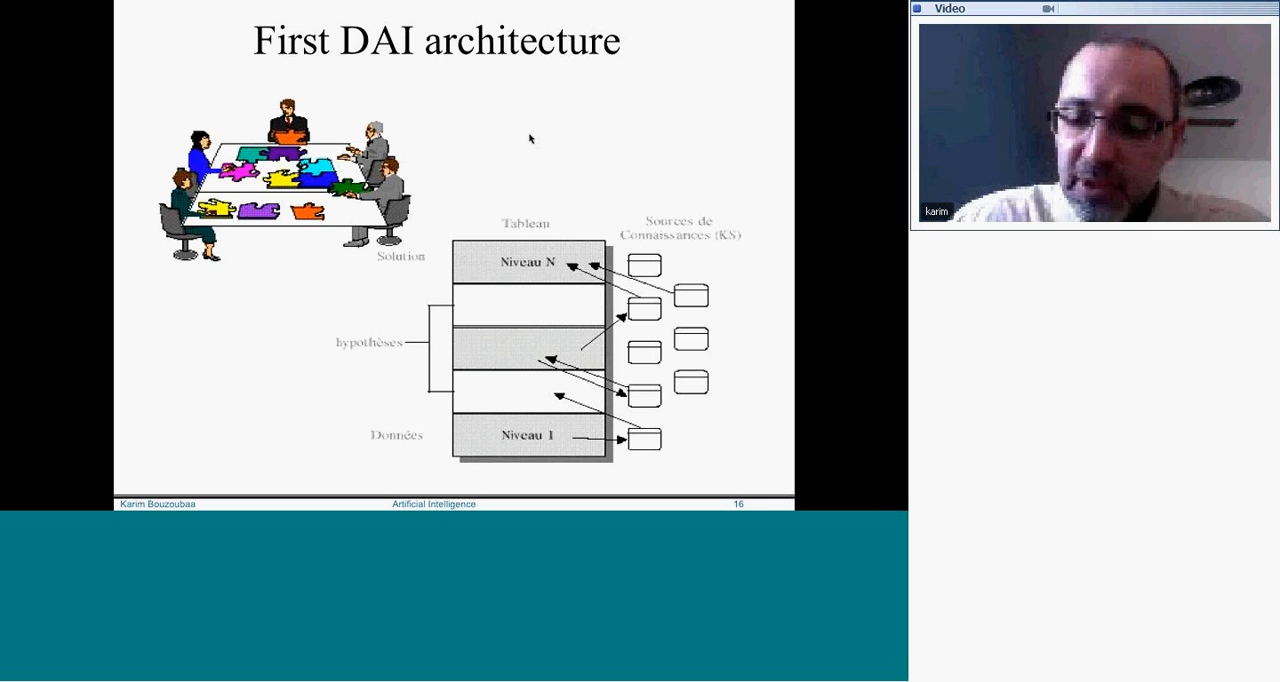 First DAI architecture
Tableau
Sources de
Connaissances (KS)
Solution
Niveau N
hypothèses
Données
Niveau 1
Karim Bouzoubaa
Artificial Intelligence
16
Video
karim